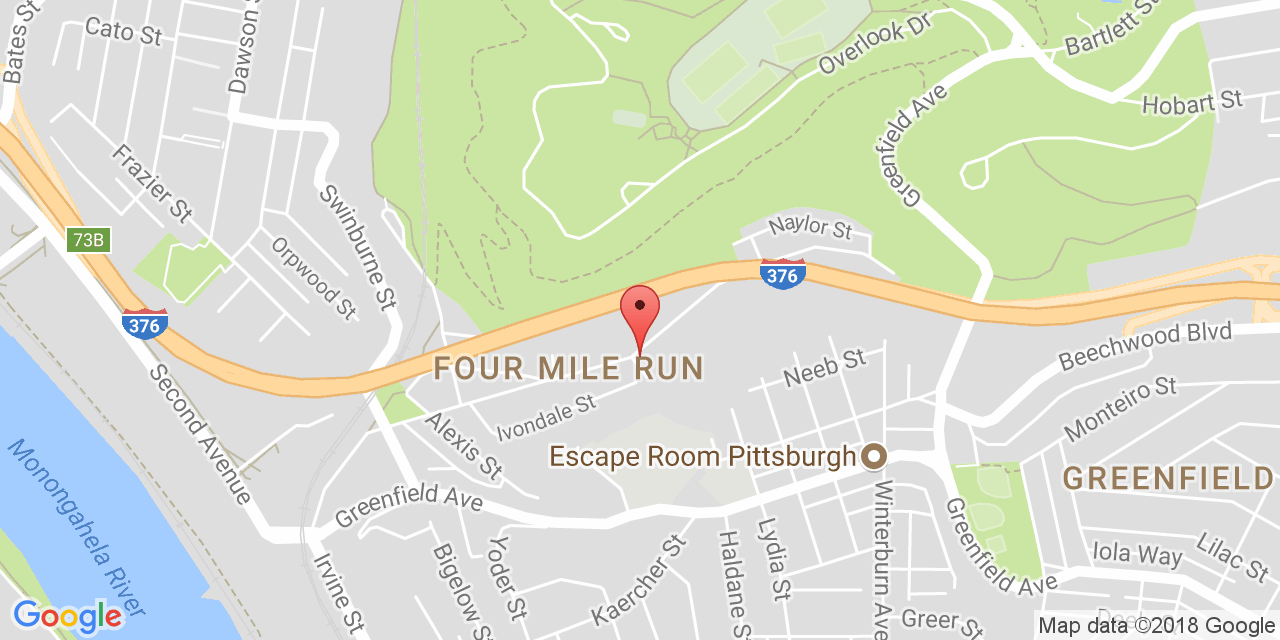 Bates St
Cato St
Dawson S
Overlook Dr
Bartlett St
Hobart St
Greenfield Ave
Frazier St
Swinburne St
Naylor St
73B
Orpwood St
376
376
Beechwood Blvd
FOUR MILE RUN
Neeb St
Second Avenue
Ivondale St
Alexis St
Monteiro St
Escape Room Pittsburgh
GREENFIELD
Monongahela River
Greenfield Ave
Winterburn Ave
Greenfield Ave
Irvine St
Bigelow S
Yoder St
Kaercher St
Haldane S
Lydia St
Iola Way
Lilac St
Greer St
Google
Map data ©2018 Google